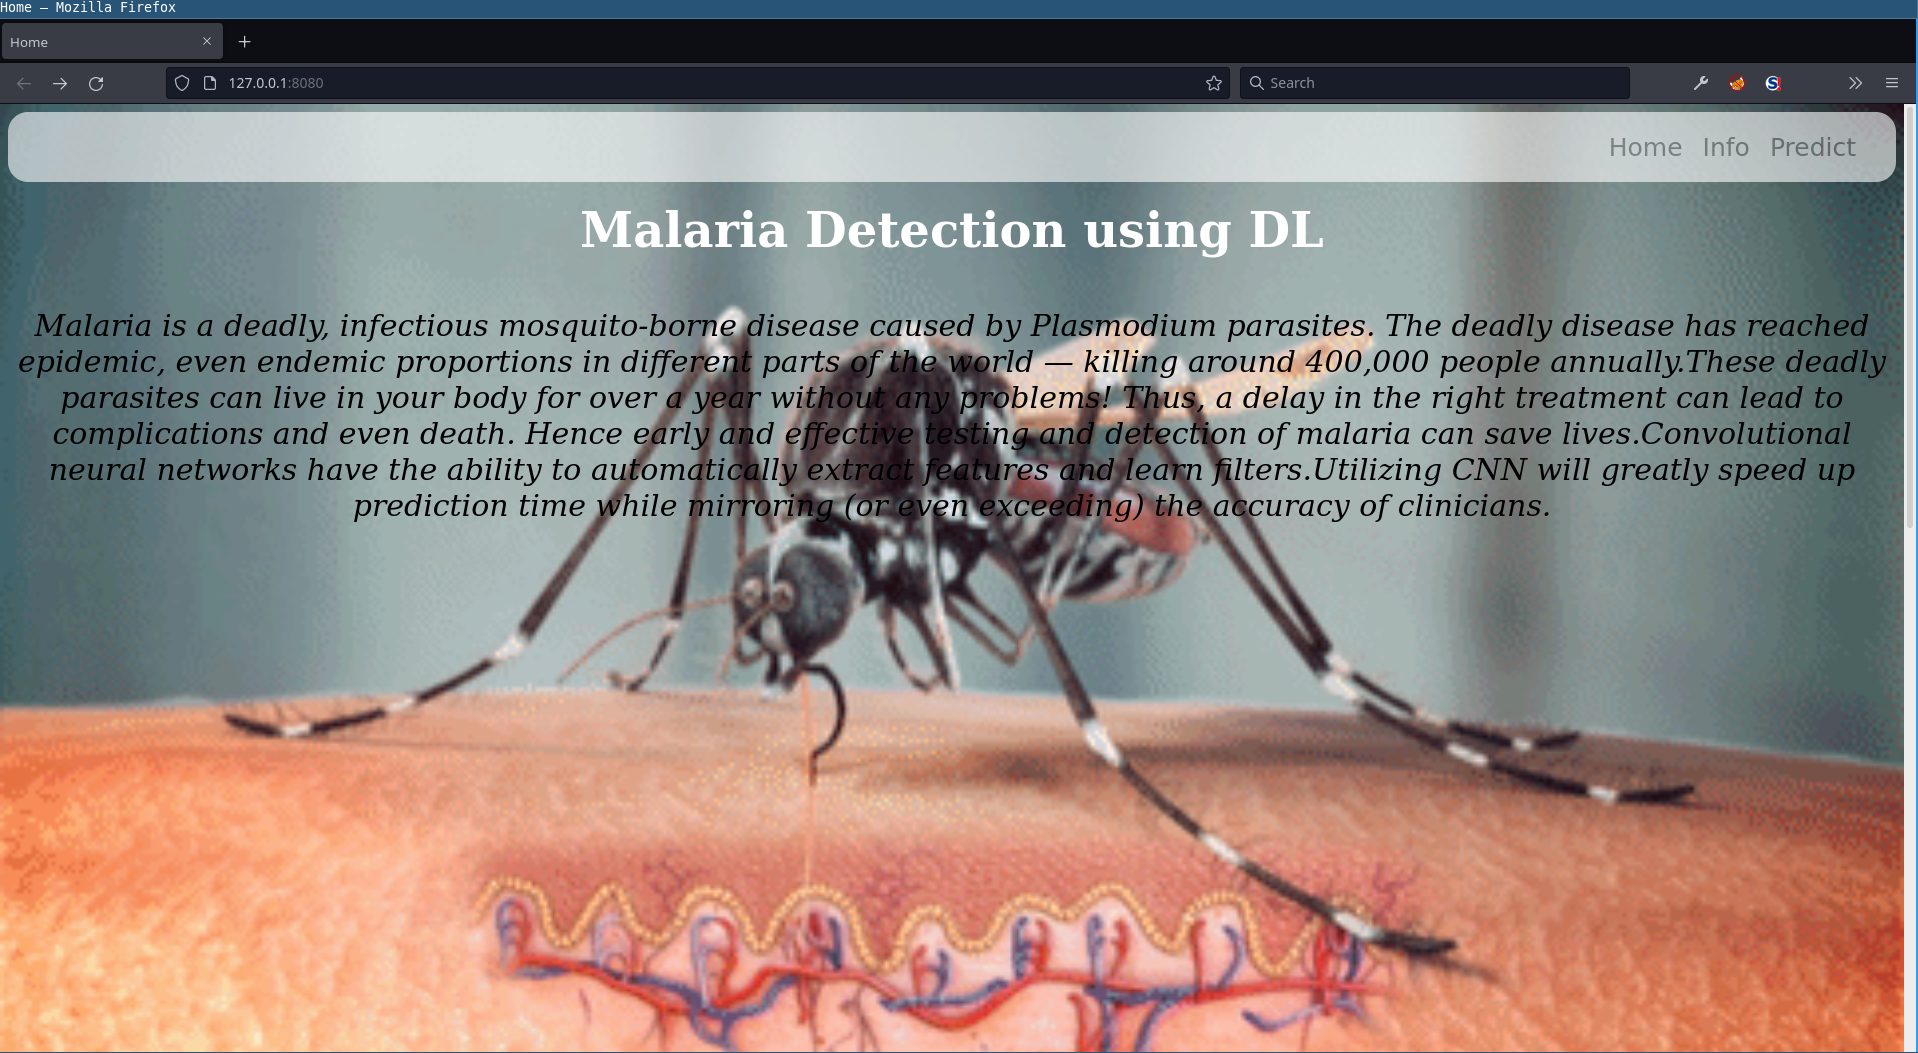 Home — Mozilla Firefox
Home
127.0.0.1:8080
Search
Home Info Predict
Malaria Detection using DL
Malaria is a deadly, infectious mosquito-borne disease caused by Plasmodium parasites. The deadly disease has reached
epidemic, even endemic proportions in different parts of the world — killing around 400,000 people annually.These deadly
parasites can live in your body for over a year without any problems! Thus, a delay in the right treatment can lead to
complications and even death. Hence early and effective testing and detection of malaria can save lives.Convolutional
neural networks have the ability to automatically extract features and learn filters.Utilizing CNN will greatly speed up
prediction time while mirroring (or even exceeding) the accuracy of clinicians.